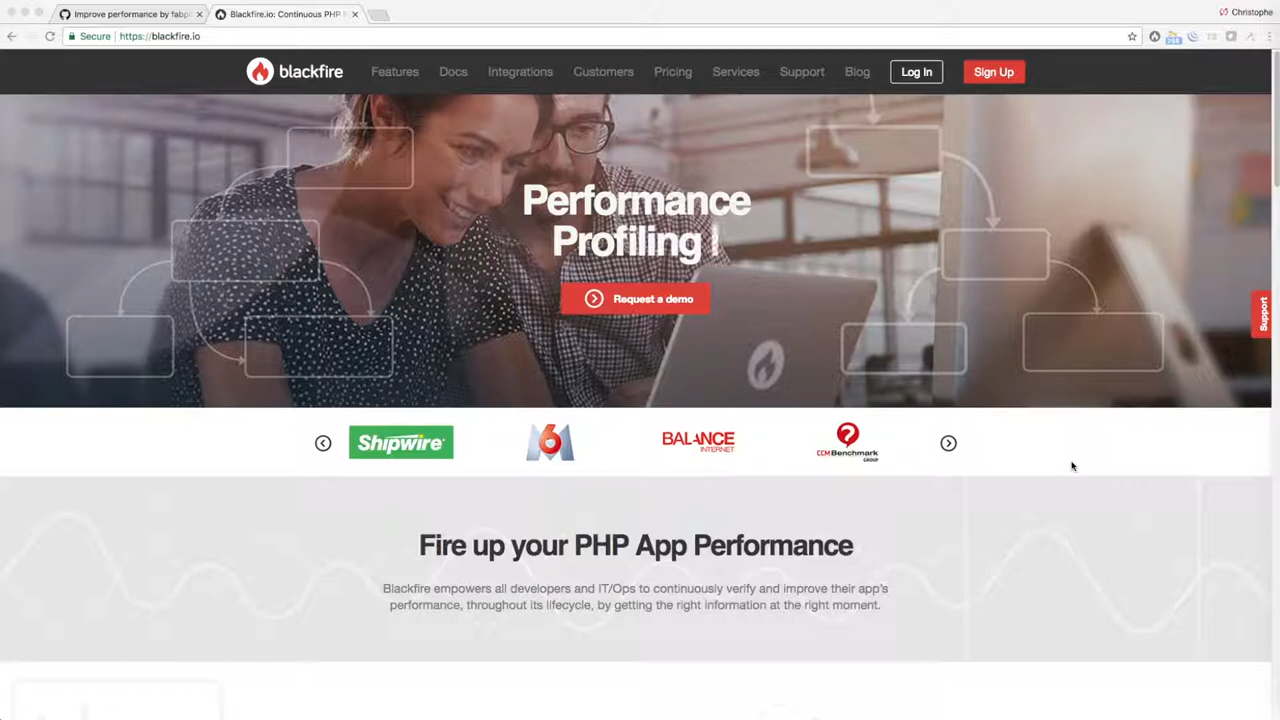 Improve performance by fabp
Blackfire.io: Continuous PHP
Christophe
Secure
https://blackfire.io
blackfire
Features
Docs
Integrations
Customers
Pricing
Services
Support
Blog
Log In
Sign Up
Performance
Profiling
Request a demo
Support
Shipwire
M6
BALANCE
INTERNET
CCMBenchmark
GROUP
Fire up your PHP App Performance
Blackfire empowers all developers and IT/Ops to continuously verify and improve their app's
performance, throughout its lifecycle, by getting the right information at the right moment.